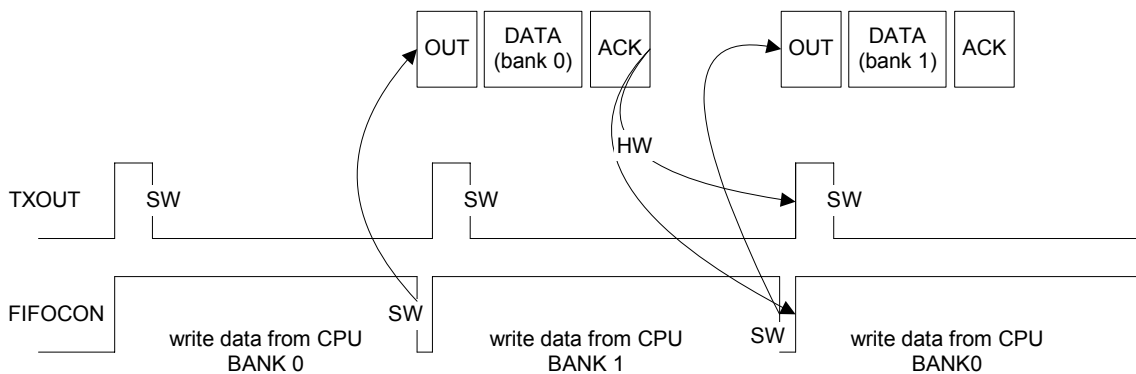 OUT DATA (bank 0) ACK OUT DATA (bank 1) ACK
HW
TXOUT SW SW SW
FIFOCON SW SW
write data from CPU write data from CPU write data from CPU
BANK 0 BANK 1 BANK0